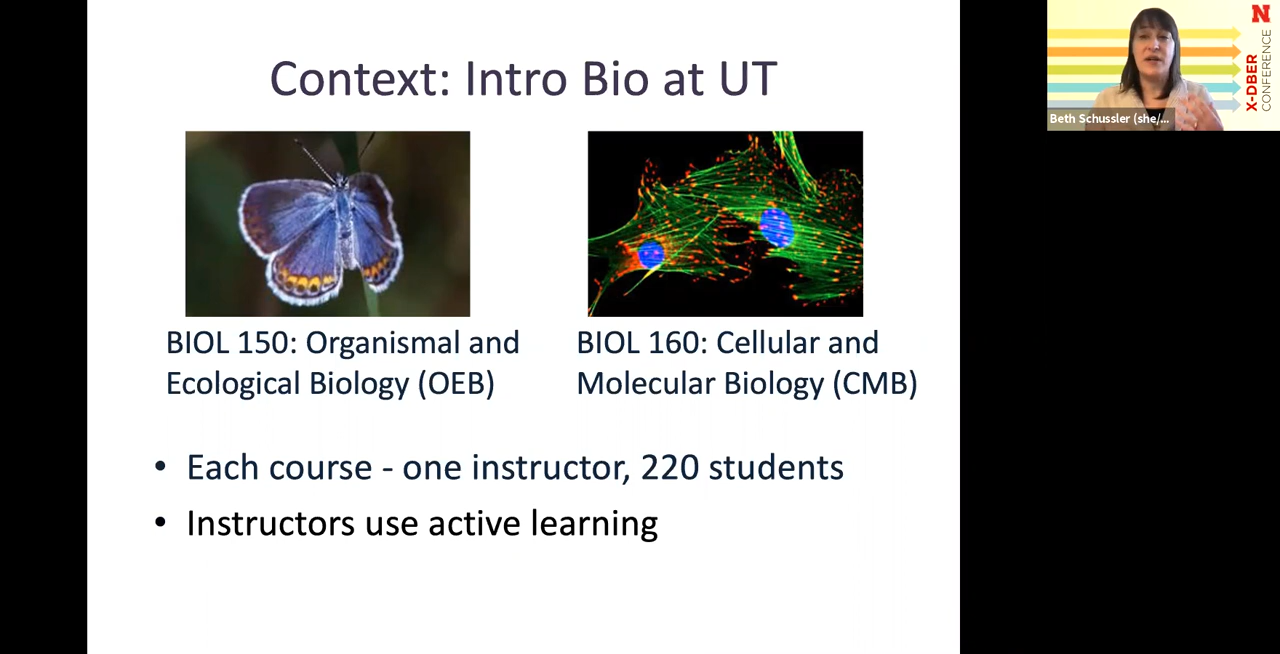 Context: Intro Bio at UT
BIOL 150: Organismal and
Ecological Biology (OEB)
BIOL 160: Cellular and
Molecular Biology (CMB)
• Each course - one instructor, 220 students
• Instructors use active learning
N
X-DBER
CONFERENCE
Beth Schussler (she/...